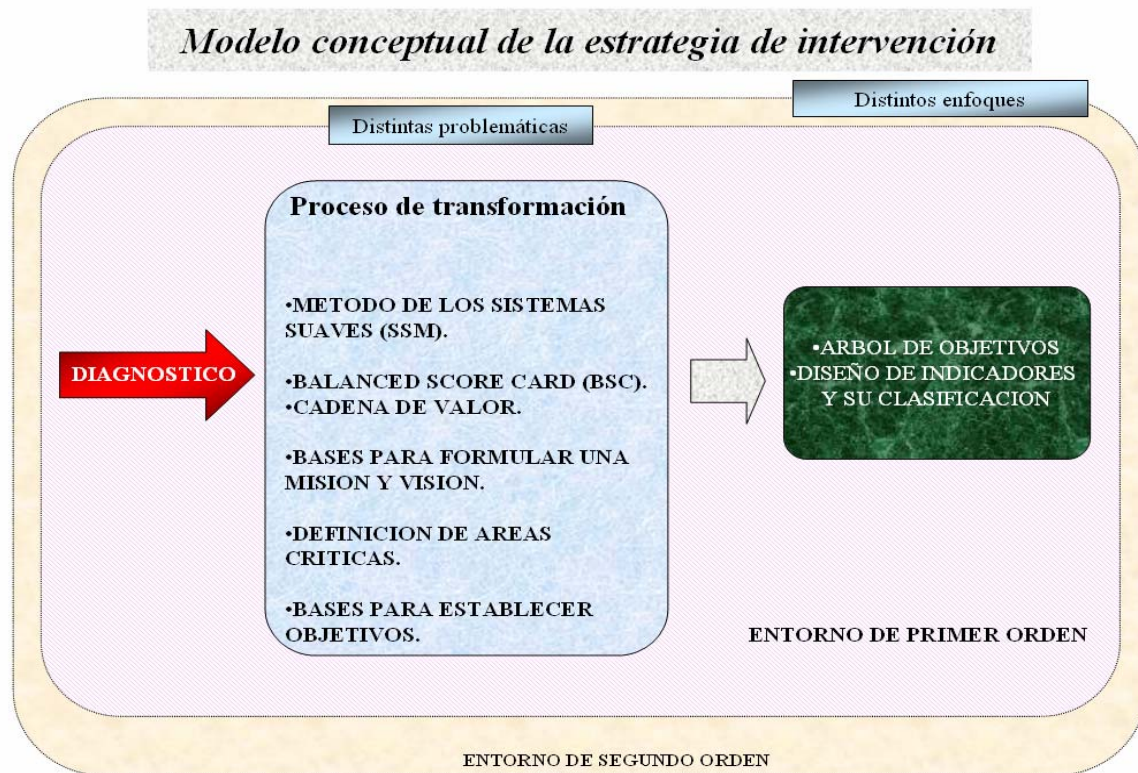 Modelo conceptual de la estrategia de intervención
Distintos enfoques
Distintas problemáticas
Proceso de transformación
•METODO DE LOS SISTEMAS
SUAVES (SSM).
•BALANCED SCORE CARD (BSC).
•CADENA DE VALOR.
•BASES PARA FORMULAR UNA
MISION Y VISION.
•DEFINICION DE AREAS
CRITICAS.
•BASES PARA ESTABLECER
OBJETIVOS.
DIAGNOSTICO
•ARBOL DE OBJETIVOS
•DISEÑO DE INDICADORES
Y SU CLASIFICACION
ENTORNO DE PRIMER ORDEN
ENTORNO DE SEGUNDO ORDEN